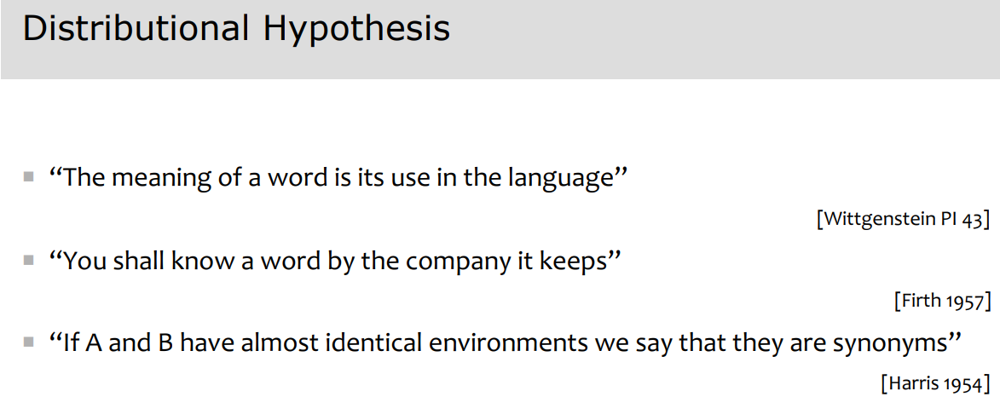 Distributional Hypothesis
“The meaning of a word is its use in the language”
[Wittgenstein PI 43]
“You shall know a word by the company it keeps”
[Firth 1957]
“If A and B have almost identical environments we say that they are synonyms”
[Harris 1954]